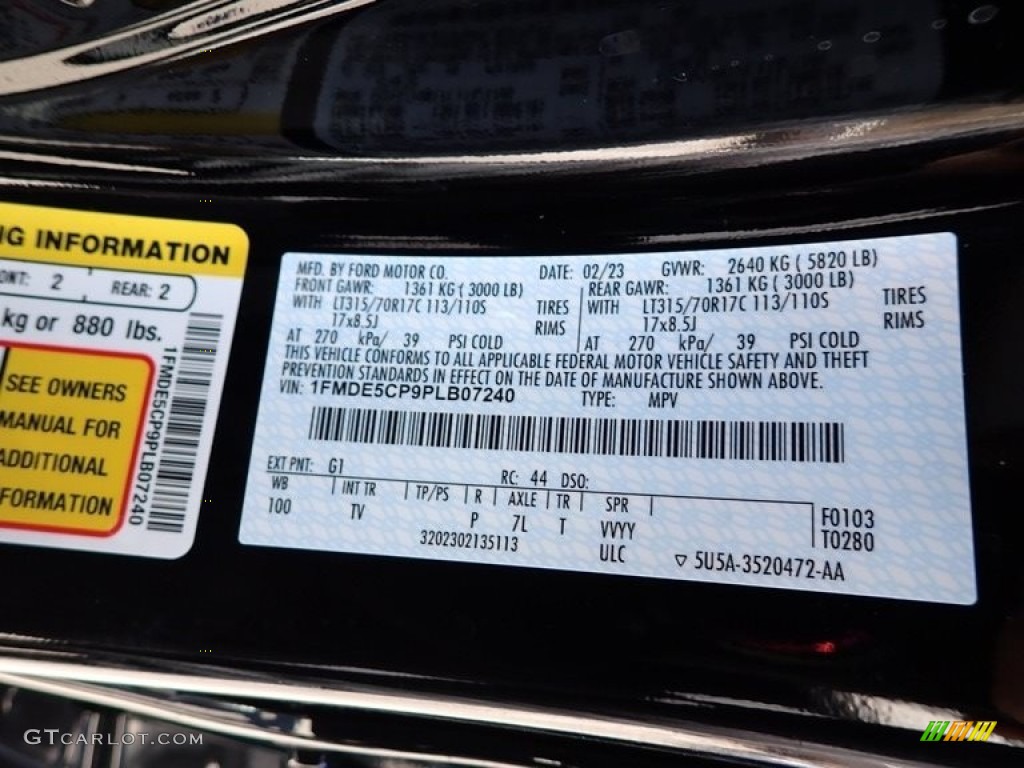 NG INFORMATION
ONT: 2 REAR: 2
kg or 880 lbs.
SEE OWNERS
MANUAL FOR
ADDITIONAL
FORMATION
1FMDE5CP9PLB07240
MFD. BY FORD MOTOR CO. DATE: 02/23 GVWR: 2640 KG ( 5820 LB)
FRONT GAWR: 1361 KG ( 3000 LB) REAR GAWR: 1361 KG ( 3000 LB)
WITH LT315/70R17C 113/110S TIRES WITH LT315/70R17C 113/110S TIRES
17x8.5J RIMS 17x8.5J RIMS
AT 270 kPa/ 39 PSI COLD AT 270 kPa/ 39 PSI COLD
THIS VEHICLE CONFORMS TO ALL APPLICABLE FEDERAL MOTOR VEHICLE SAFETY AND THEFT
PREVENTION STANDARDS IN EFFECT ON THE DATE OF MANUFACTURE SHOWN ABOVE.
VIN: 1FMDE5CP9PLB07240 TYPE: MPV
EXT PNT: G1 RC: 44 DSO:
WB INT TR TP/PS R AXLE TR SPR
100 TV P 7L T VVYY
F0103
T0280
3202302135113 ULC ▽ 5U5A-3520472-AA
GTCARLOT.COM